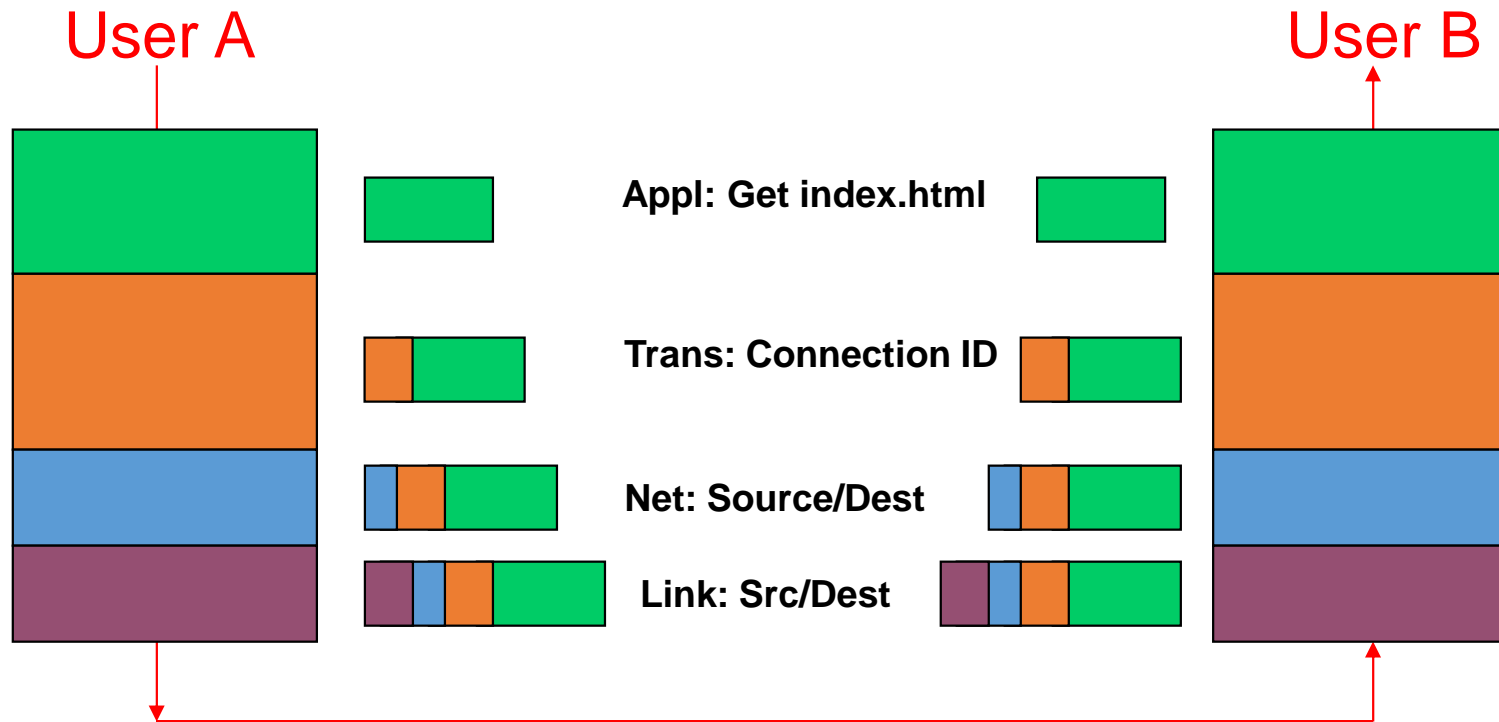 User A
User B
Appl: Get index.html
Trans: Connection ID
Net: Source/Dest
Link: Src/Dest